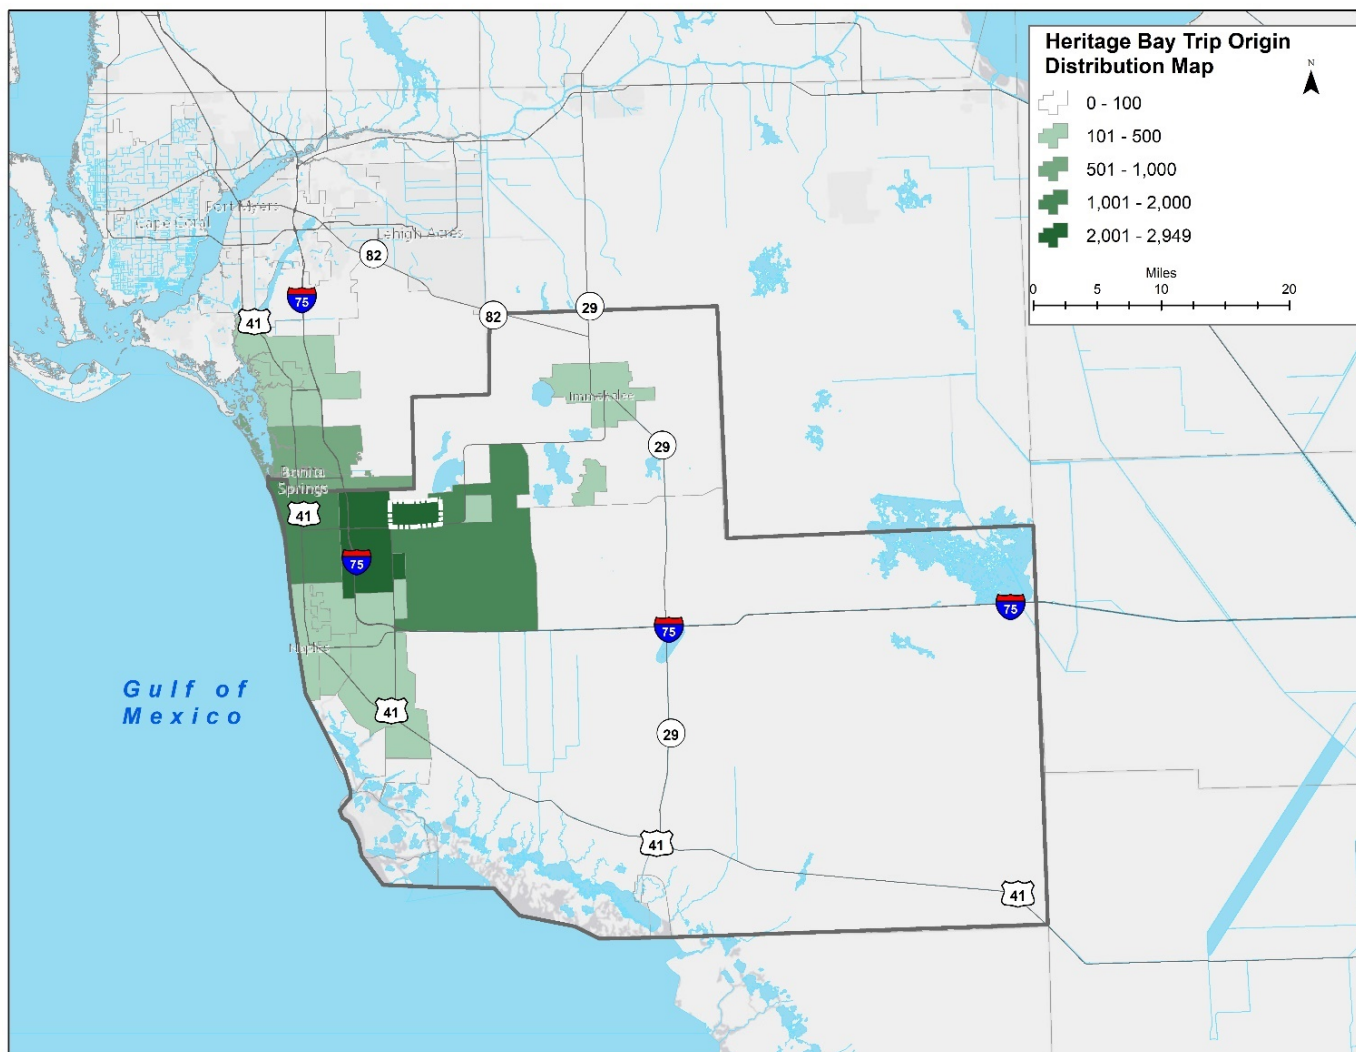 Heritage Bay Trip Origin
Distribution Map
N
0 - 100
101 - 500
501 - 1,000
1,001 - 2,000
2,001 - 2,949
Miles
0 5 10 20
Fort Myers
Cape Coral
Lehigh Acres
82
75
41
82
29
Immokalee
29
Bonita
Springs
41
75
75
75
Naples
Gulf of
Mexico
41
29
41
41